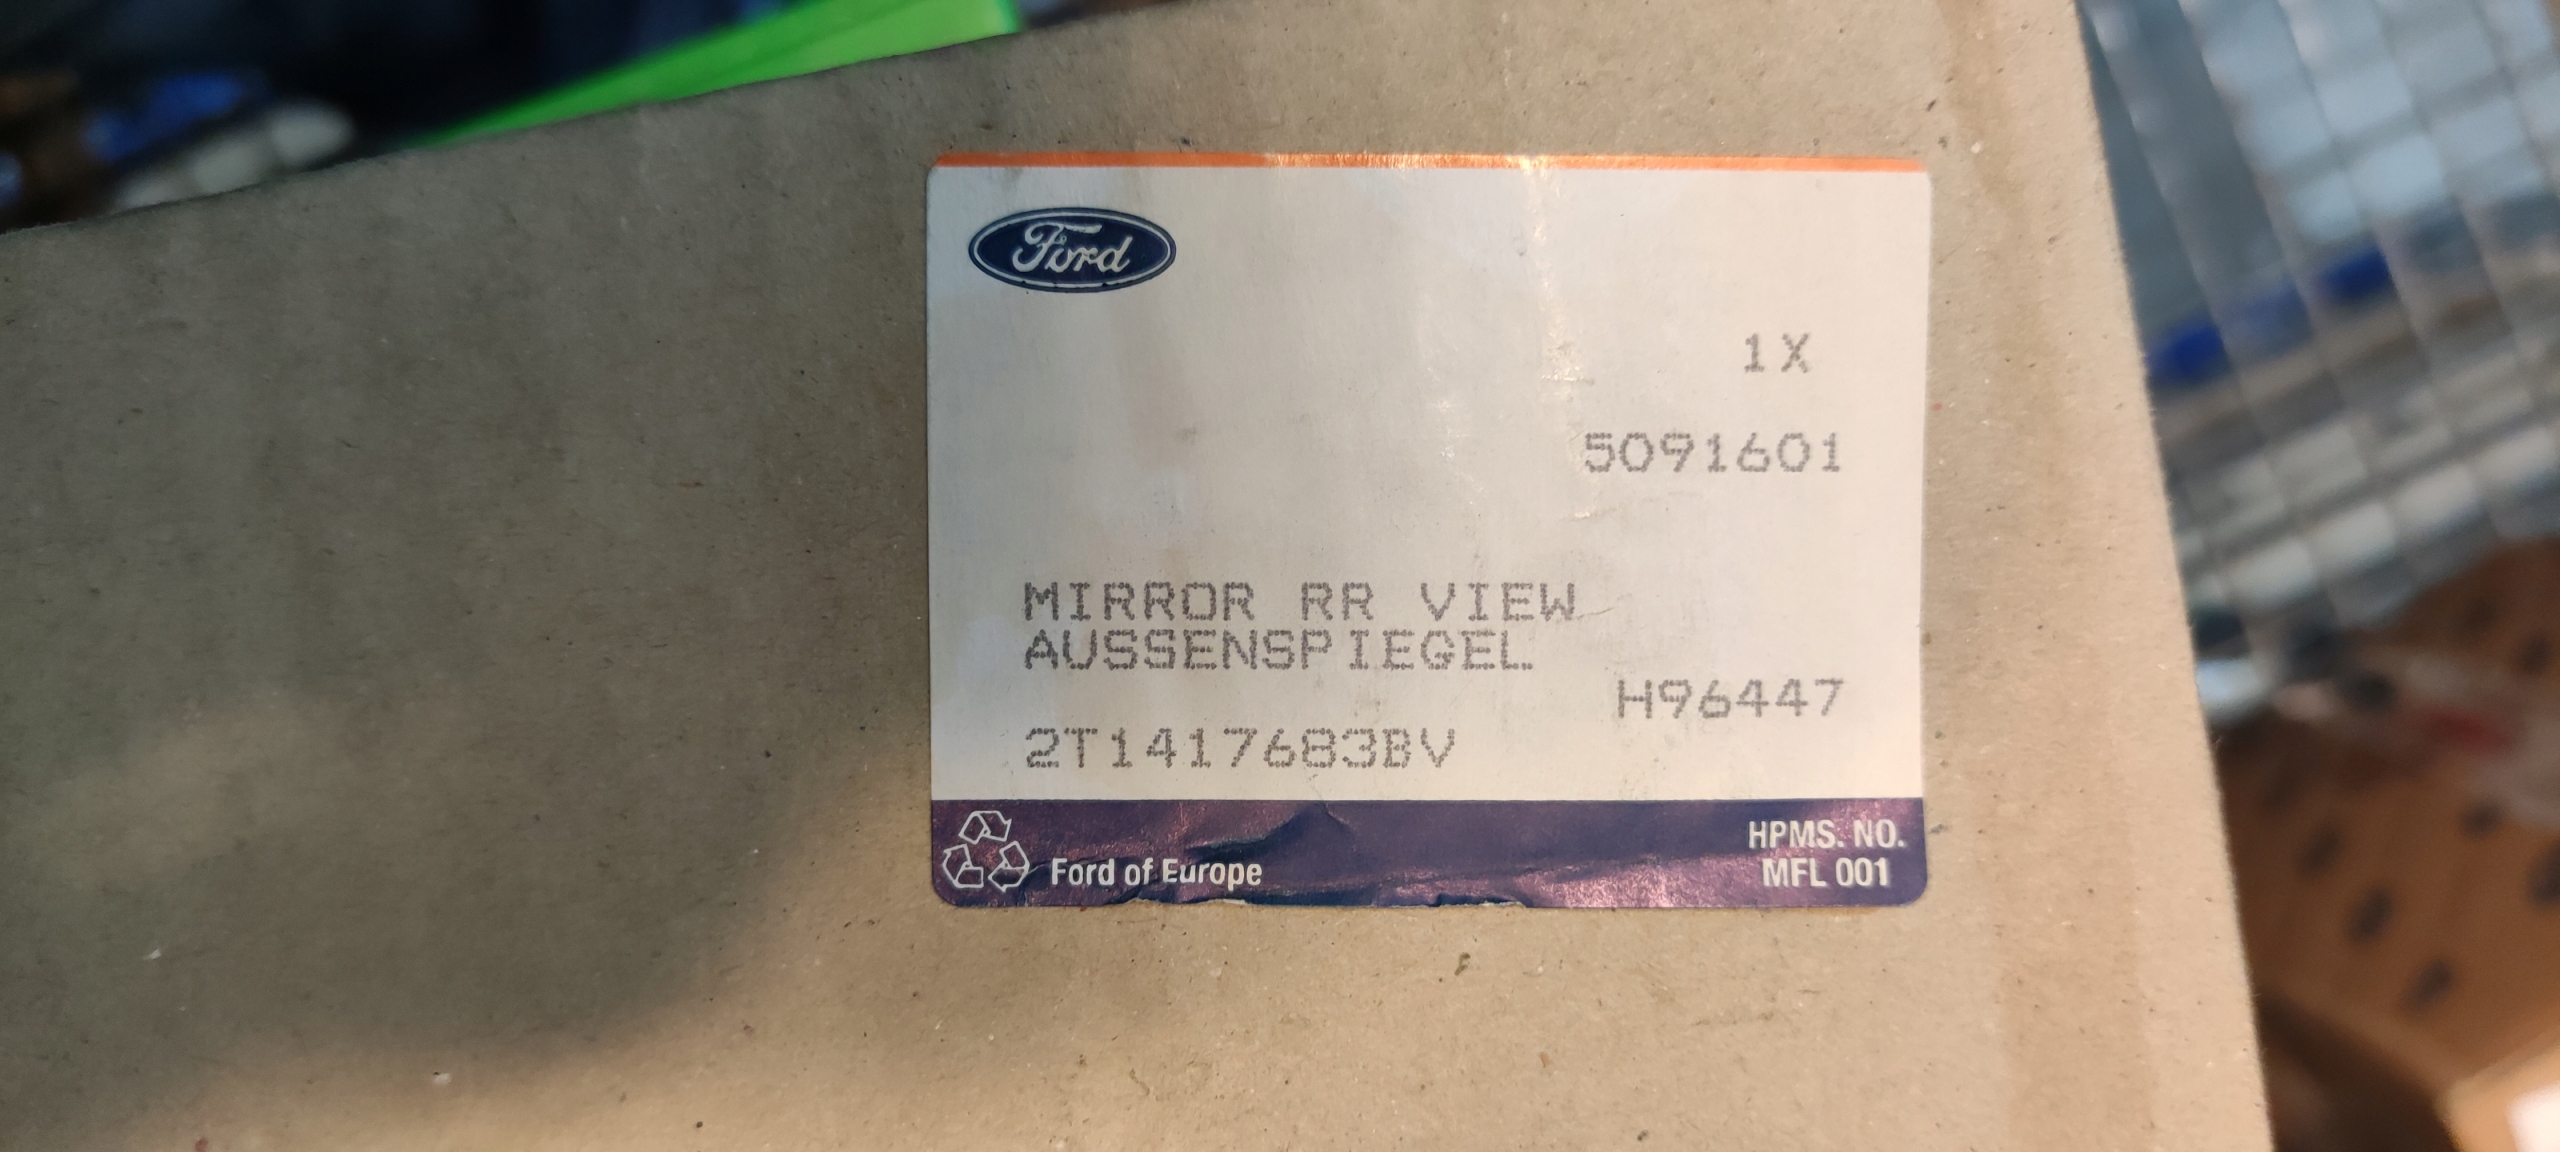 Ford
1X
5091601
MIRROR RR VIEW
AUSSENSPIEGEL
H96447
2T1417683BV
Ford of Europe
HPMS. NO.
MFL 001